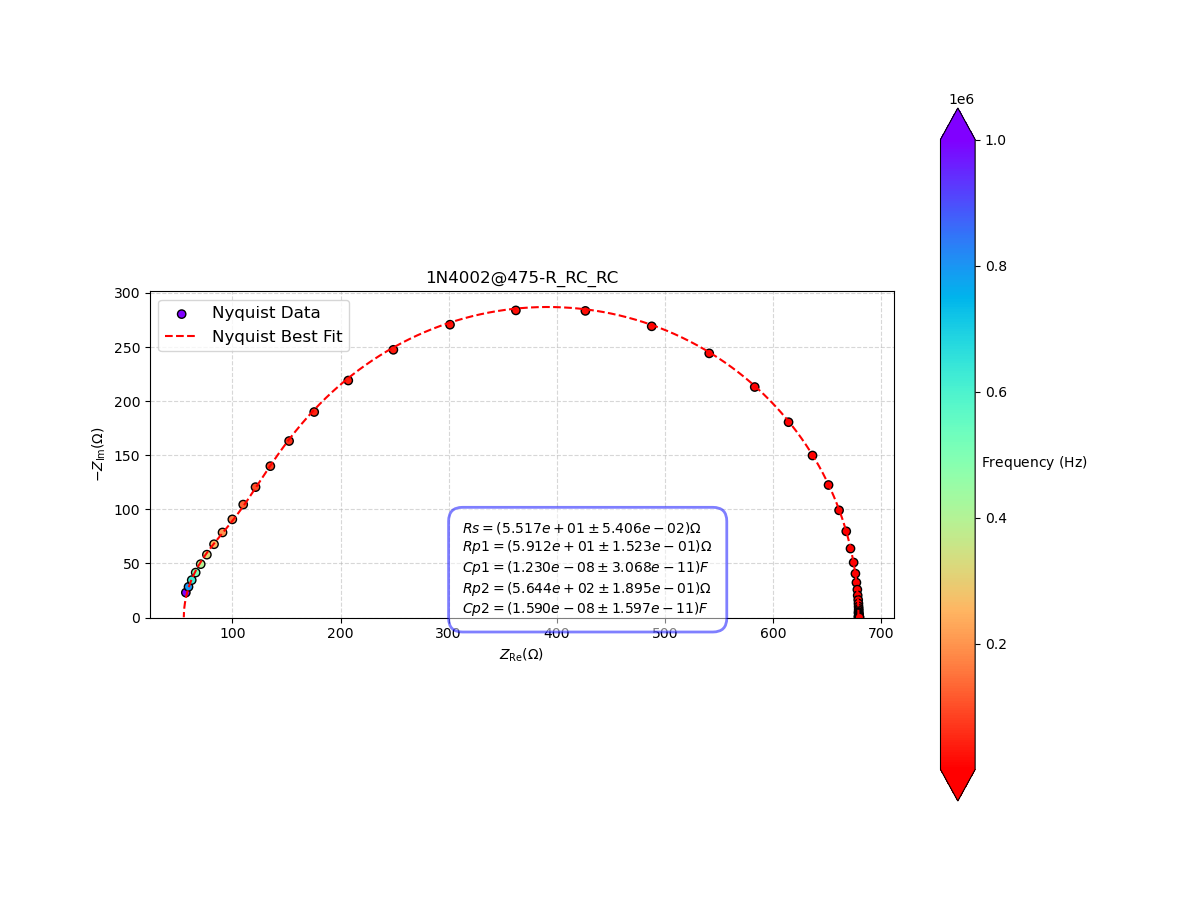 1N4002@475-R_RC_RC
Nyquist Data
Nyquist Best Fit
300
250
200
150
100
50
0
−Z_Im(Ω)
Rs = (5.517e + 01 ± 5.406e − 02)Ω
Rp1 = (5.912e + 01 ± 1.523e − 01)Ω
Cp1 = (1.230e − 08 ± 3.068e − 11)F
Rp2 = (5.644e + 02 ± 1.895e − 01)Ω
Cp2 = (1.590e − 08 ± 1.597e − 11)F
100 200 300 400 500 600 700
Z_Re(Ω)
1e6
1.0
0.8
0.6
0.4
0.2
Frequency (Hz)